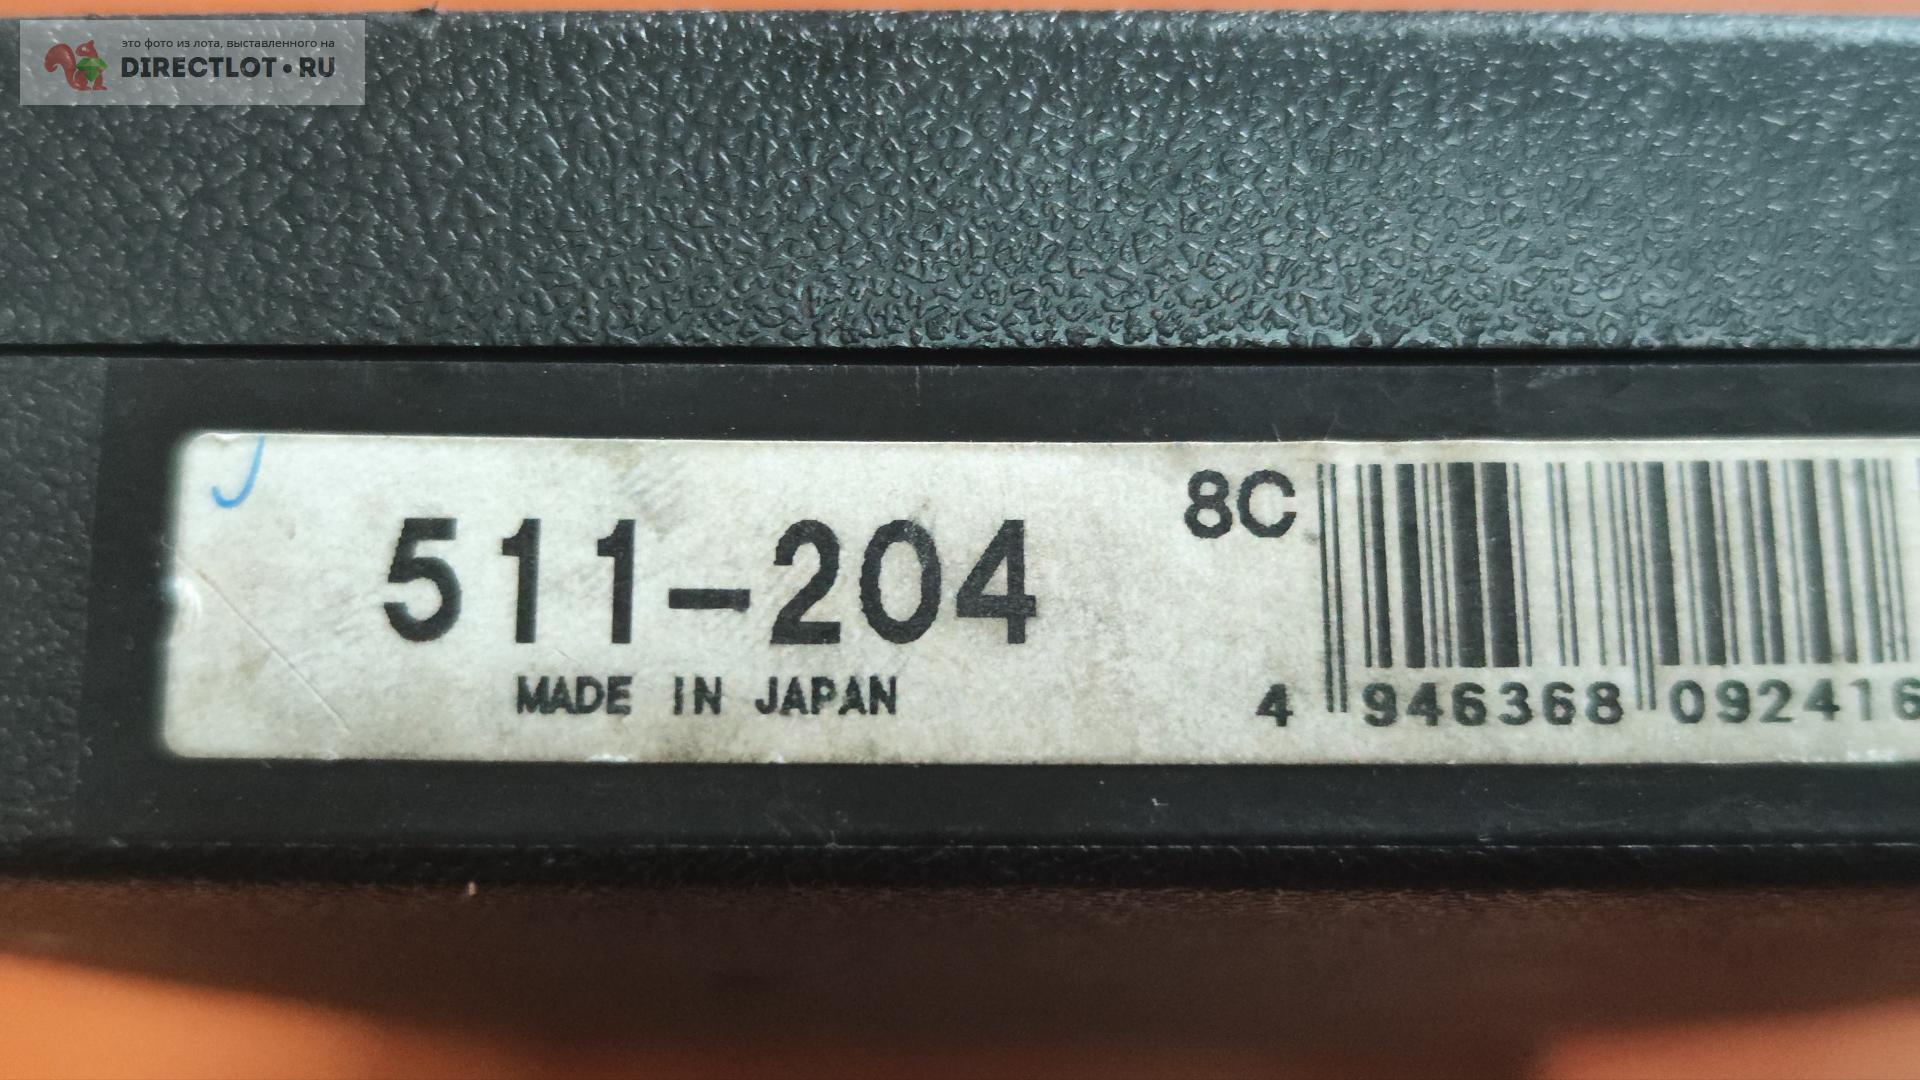 это фото из лота, выставленного на
DIRECTLOT•RU
8C
511-204
MADE IN JAPAN
4 946368 092416